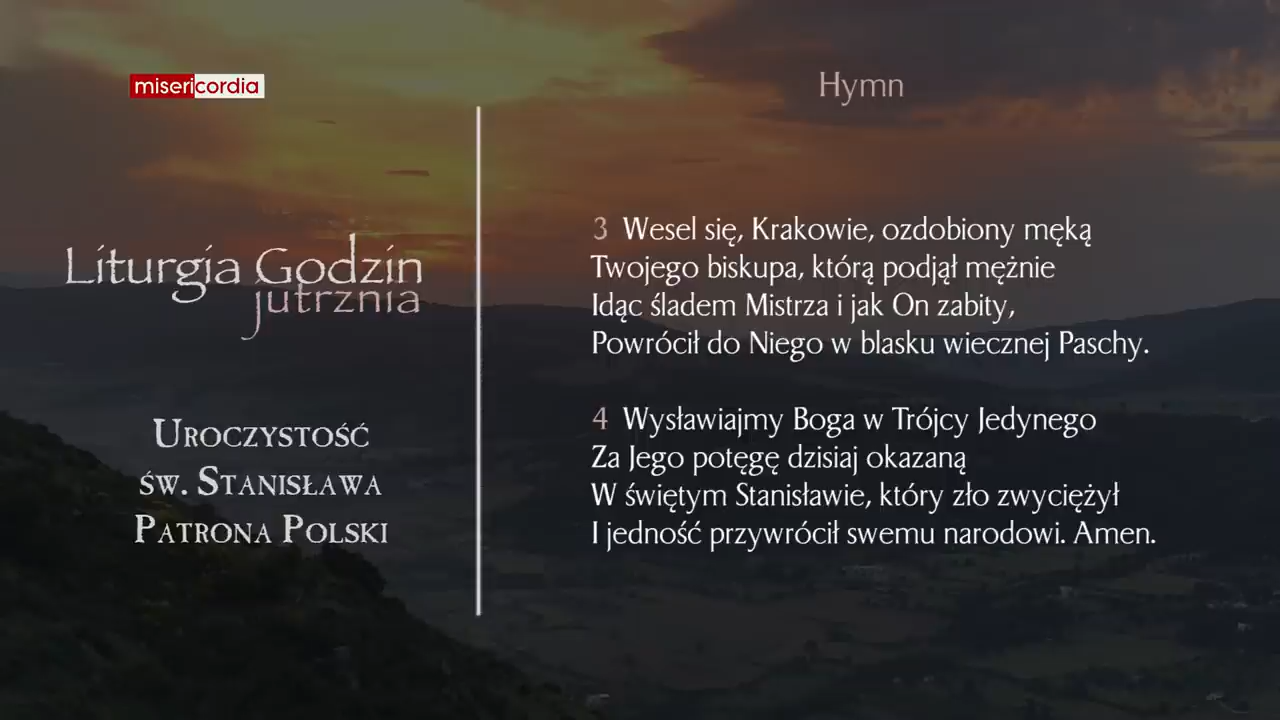 misericordia
Liturgia Godzin
jutrznia
Uroczystość
św. Stanisława
Patrona Polski
Hymn
3 Wesel się, Krakowie, ozdobiony męką
Twojego biskupa, którą podjął mężnie
Idąc śladem Mistrza i jak On zabity,
Powrócił do Niego w blasku wiecznej Paschy.
4 Wysławiajmy Boga w Trójcy Jedynego
Za Jego potęgę dzisiaj okazaną
W świętym Stanisławie, który zło zwyciężył
I jedność przywrócił swemu narodowi. Amen.